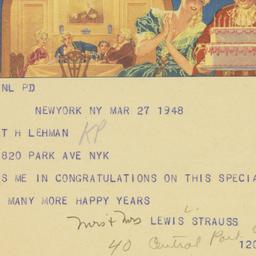 NL PD
NEWYORK NY MAR 27 1948
T H LEHMAN KP
820 PARK AVE NYK
S ME IN CONGRATULATIONS ON THIS SPECIA
MANY MORE HAPPY YEARS
Mrs & Mrs LEWIS L. STRAUSS
40 Central Park S
120